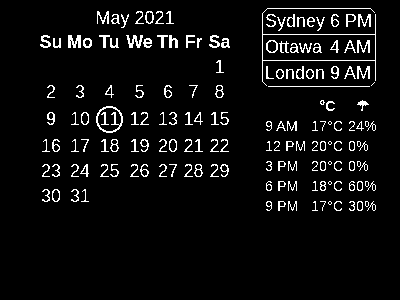 May 2021
Su Mo Tu We Th Fr Sa
1
2 3 4 5 6 7 8
9 10 11 12 13 14 15
16 17 18 19 20 21 22
23 24 25 26 27 28 29
30 31
Sydney 6 PM
Ottawa 4 AM
London 9 AM
°C ☂
9 AM 17°C 24%
12 PM 20°C 0%
3 PM 20°C 0%
6 PM 18°C 60%
9 PM 17°C 30%